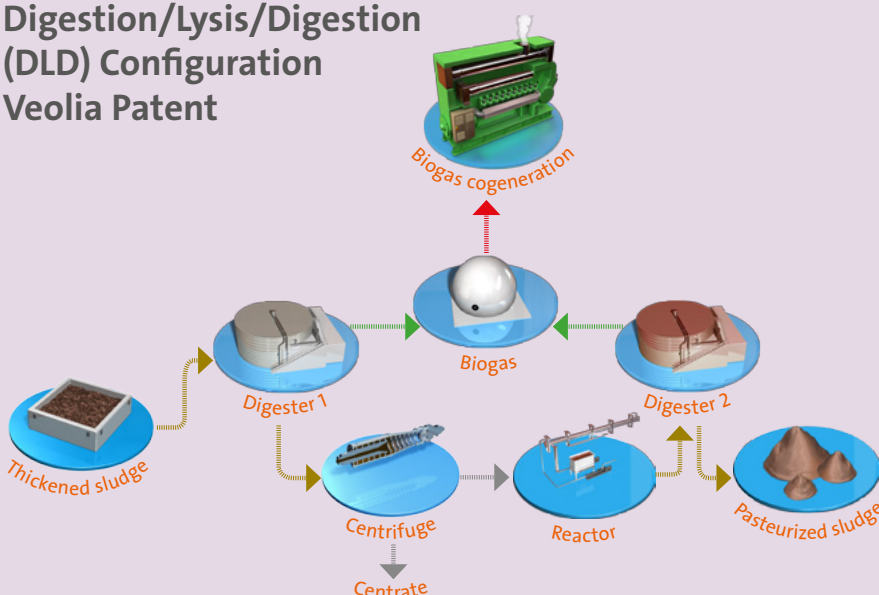 Digestion/Lysis/Digestion
(DLD) Configuration
Veolia Patent
Biogas cogeneration
Biogas
Digester 1
Digester 2
Thickened sludge
Centrifuge
Reactor
Pasteurized sludge
Centrate